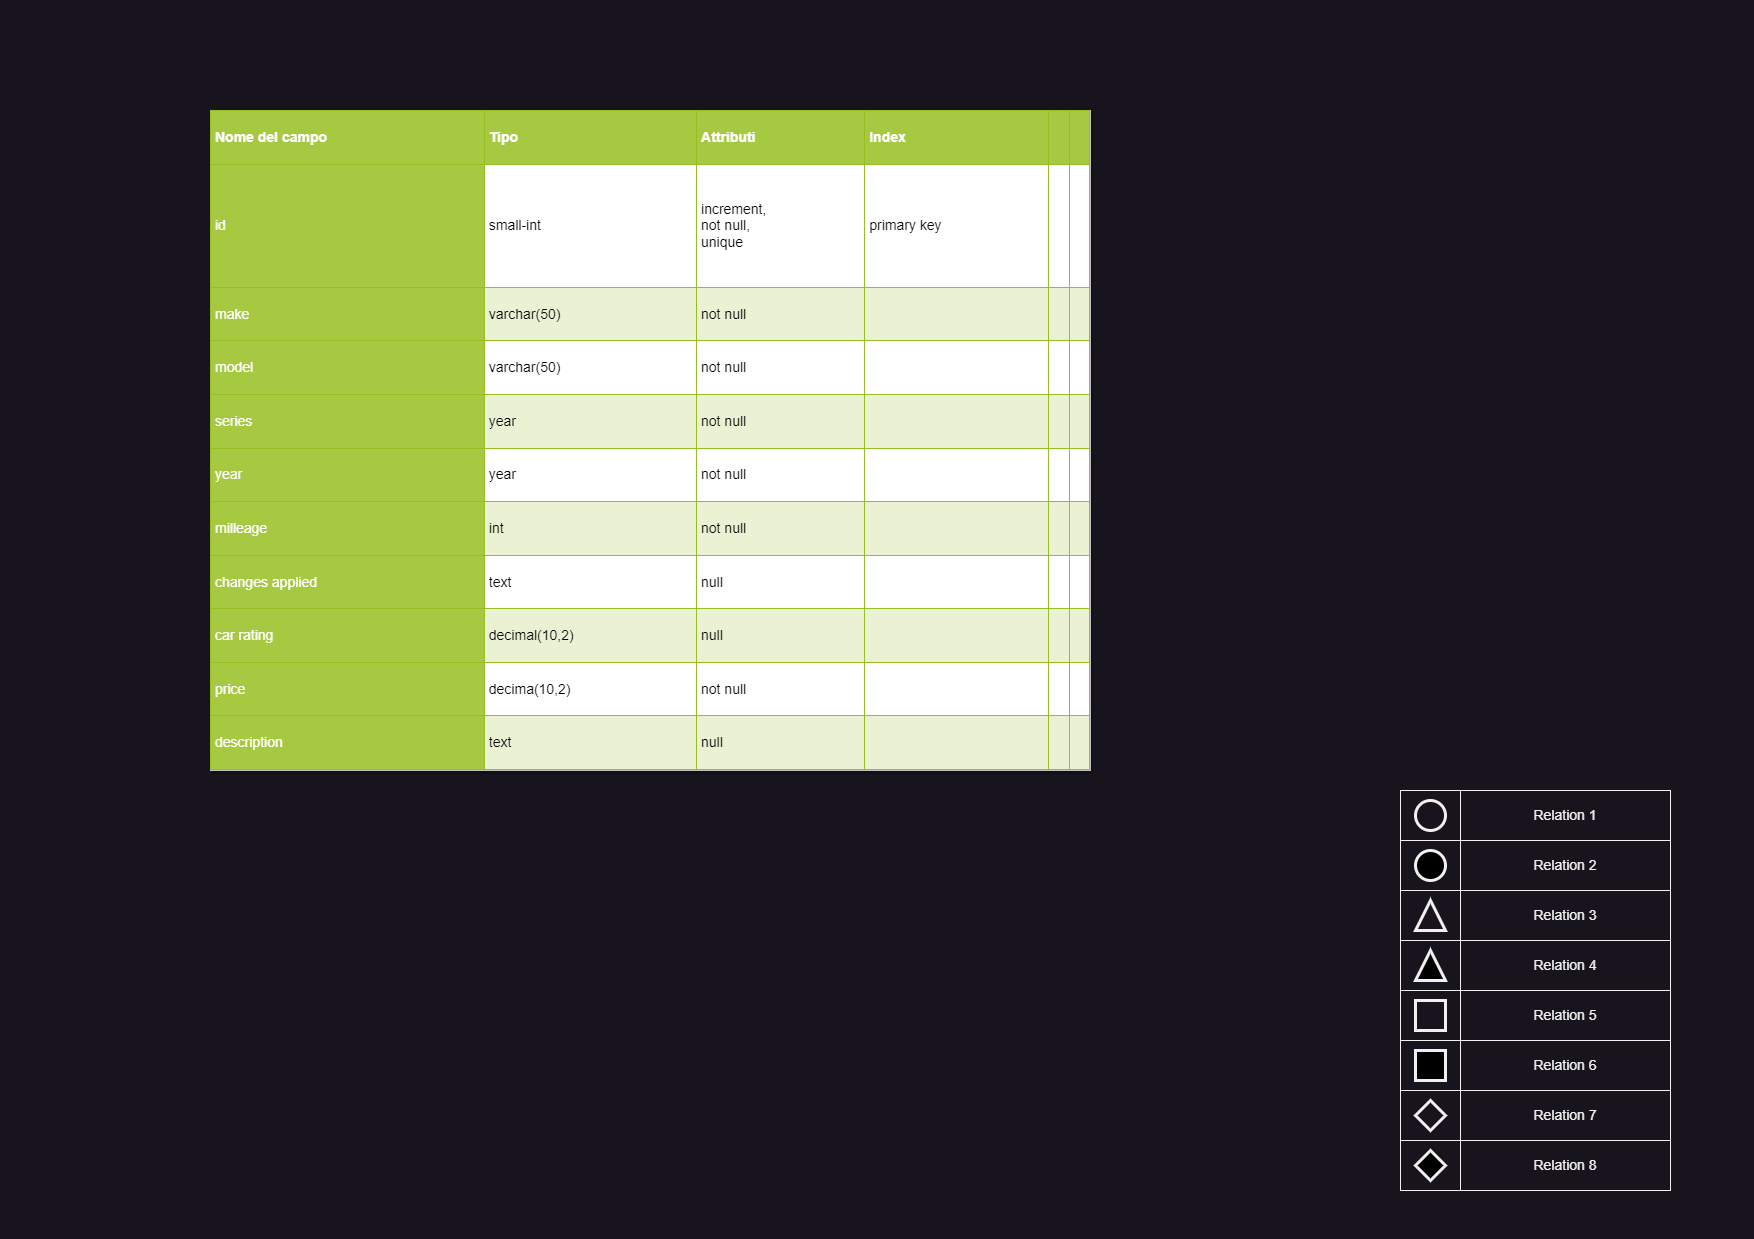 Nome del campo Tipo Attributi Index
id small-int increment, primary key
not null,
unique
make varchar(50) not null
model varchar(50) not null
series year not null
year year not null
milleage int not null
changes applied text null
car rating decimal(10,2) null
price decima(10,2) not null
description text null
Relation 1
Relation 2
Relation 3
Relation 4
Relation 5
Relation 6
Relation 7
Relation 8